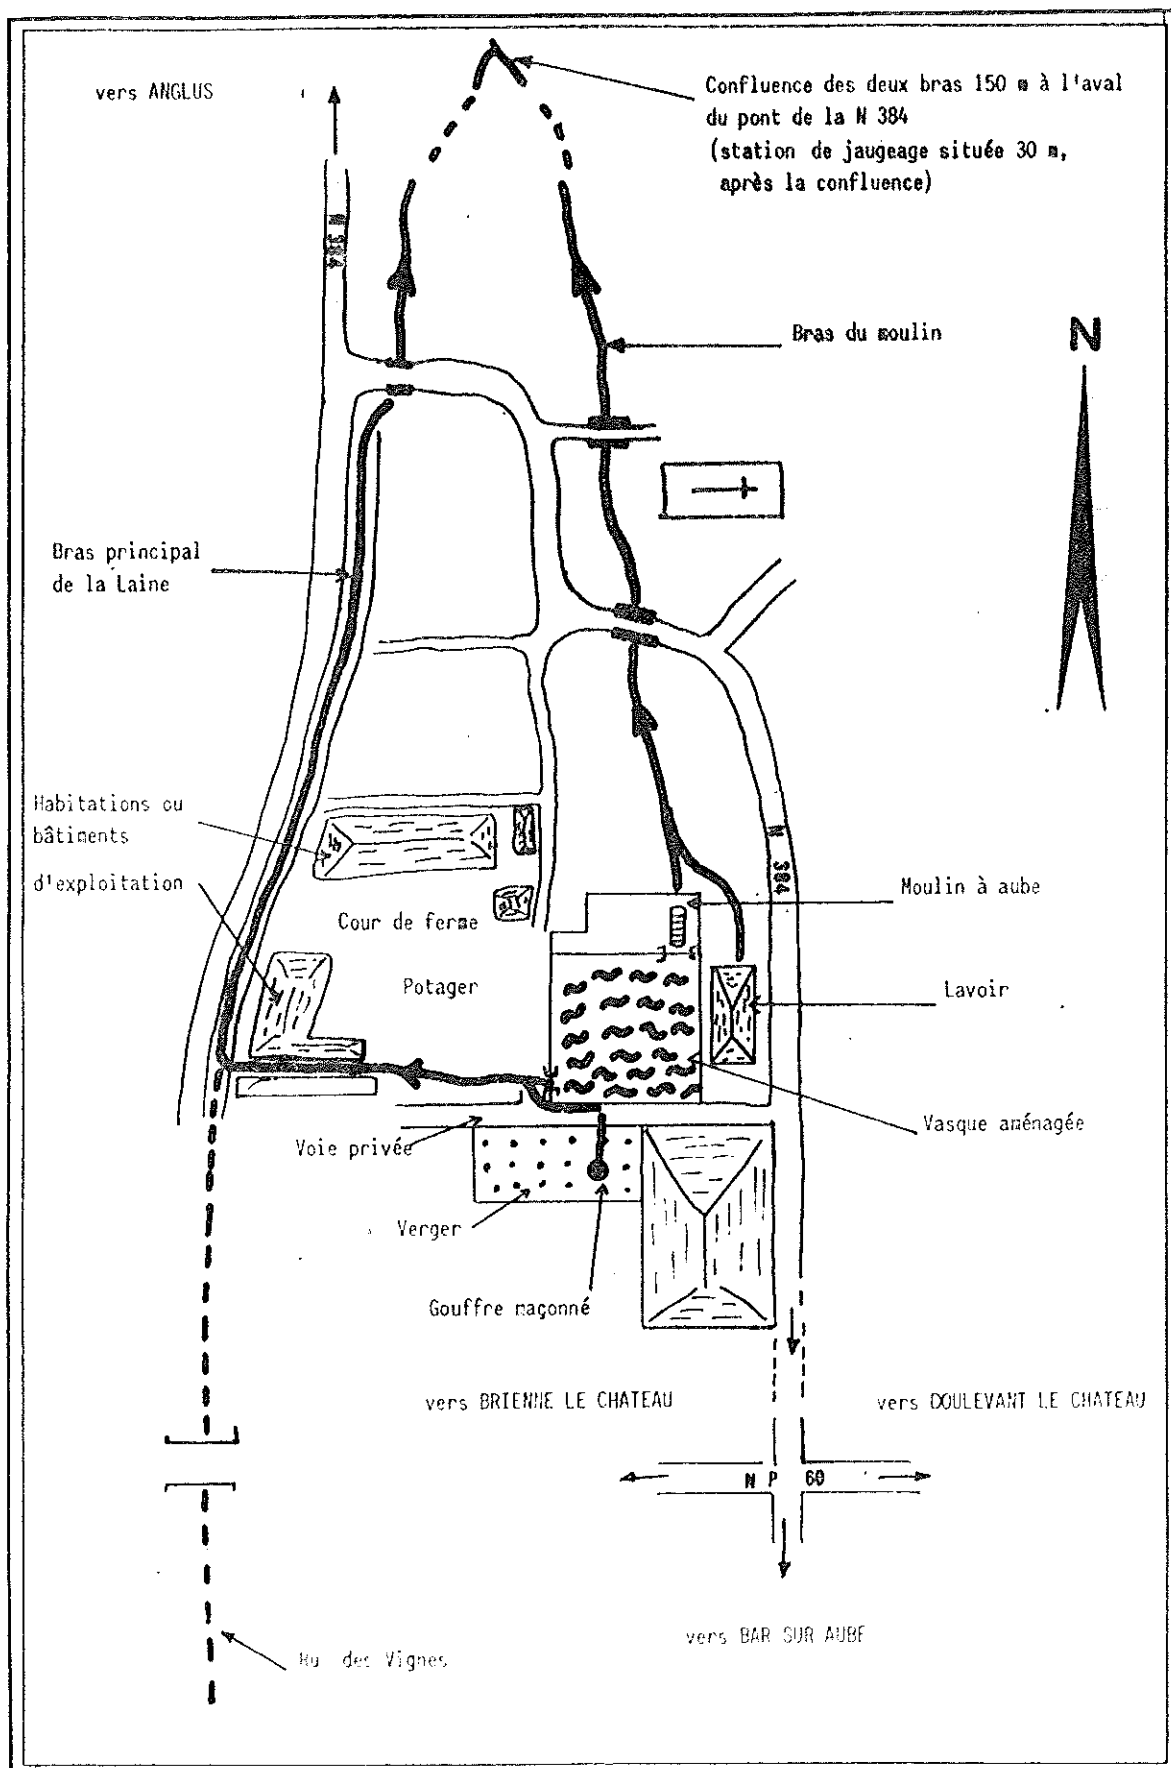 vers ANGLUS
Confluence des deux bras 150 m à l'aval
du pont de la N 384
(station de jaugeage située 30 m,
après la confluence)
N 384
N
Bras du moulin
Bras principal
de la Laine
Habitations ou
bâtiments
d'exploitation
N 384
Moulin à aube
Cour de ferme
Potager
Lavoir
Vasque aménagée
Voie privée
Verger
Gouffre maçonné
vers BRIENNE LE CHATEAU
vers DOULEVANT LE CHATEAU
N P 60
vers BAR SUR AUBE
Ru des Vignes